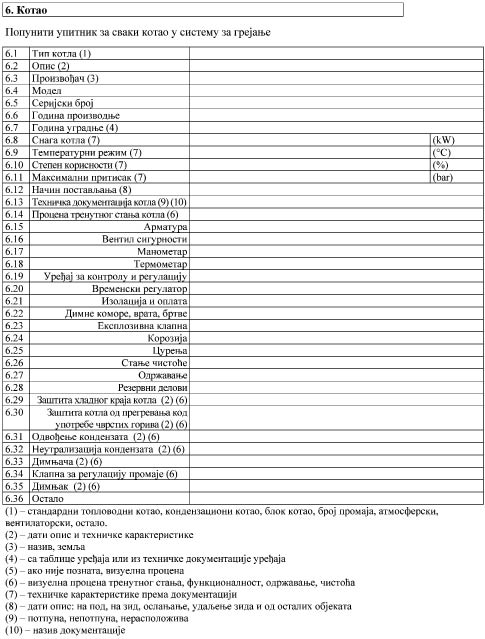 6. Котао
Попунити упитник за сваки котао у систему за грејање
6.1 Тип котла (1)
6.2 Опис (2)
6.3 Произвођач (3)
6.4 Модел
6.5 Серијски број
6.6 Година производње
6.7 Година уградње (4)
6.8 Снага котла (7) (kW)
6.9 Температурни режим (7) (°C)
6.10 Степен корисности (7) (%)
6.11 Максимални притисак (7) (bar)
6.12 Начин постављања (8)
6.13 Техничка документација котла (9) (10)
6.14 Процена тренутног стања котла (6)
6.15 Арматура
6.16 Вентил сигурности
6.17 Манометар
6.18 Термометар
6.19 Уређај за контролу и регулацију
6.20 Временски регулатор
6.21 Изолација и оплата
6.22 Димне коморе, врата, бртве
6.23 Експлозивна клапна
6.24 Корозија
6.25 Цурења
6.26 Стање чистоће
6.27 Одржавање
6.28 Резервни делови
6.29 Заштита хладног краја котла (2) (6)
6.30 Заштита котла од прегревања код
употребе чврстих горива (2) (6)
6.31 Одвођење кондензата (2) (6)
6.32 Неутрализација кондензата (2) (6)
6.33 Димњача (2) (6)
6.34 Клапна за регулацију промаје (6)
6.35 Димњак (2) (6)
6.36 Остало
(1) – стандардни топловодни котао, кондензациони котао, блок котао, број промаја, атмосферски,
вентилаторски, остало.
(2) – дати опис и техничке карактеристике
(3) – назив, земља
(4) – са таблице уређаја или из техничке документације уређаја
(5) – ако није позната, визуелна процена
(6) – визуелна процена тренутног стања, функционалност, одржавање, чистоћа
(7) – техничке карактеристике према документацији
(8) – дати опис: на под, на зид, ослањање, удаљење зида и од осталих објеката
(9) – потпуна, непотпуна, нерасположива
(10) – назив документације